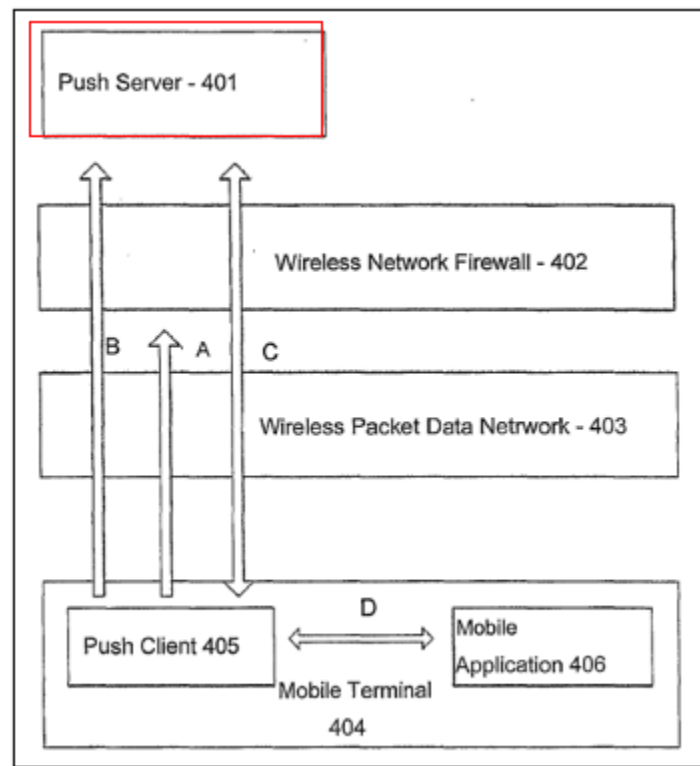 Push Server - 401
Wireless Network Firewall - 402
B
A
C
Wireless Packet Data Netrwork - 403
D
Push Client 405
Mobile
Application 406
Mobile Terminal
404